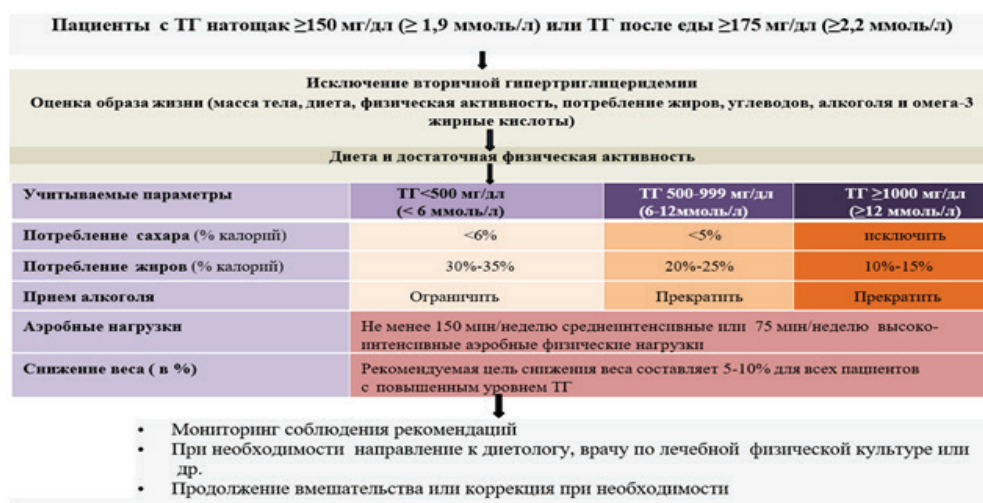 Пациенты с ТГ натощак ≥150 мг/дл (≥ 1,9 ммоль/л) или ТГ после еды ≥175 мг/дл (≥2,2 ммоль/л)
Исключение вторичной гипертриглицеридемии
Оценка образа жизни (масса тела, диета, физическая активность, потребление жиров, углеводов, алкоголя и омега-3
жирные кислоты)
Диета и достаточная физическая активность
Учитываемые параметры
ТГ<500 мг/дл
(< 6 ммоль/л)
ТГ 500-999 мг/дл
(6-12ммоль/л)
ТГ ≥1000 мг/дл
(≥12 ммоль/л)
Потребление сахара (% калорий)
<6%
<5%
исключить
Потребление жиров (% калорий)
30%-35%
20%-25%
10%-15%
Прием алкоголя
Ограничить
Прекратить
Прекратить
Аэробные нагрузки
Не менее 150 мин/неделю среднеинтенсивные или 75 мин/неделю высоко-
интенсивные аэробные физические нагрузки
Снижение веса ( в %)
Рекомендуемая цель снижения веса составляет 5-10% для всех пациентов
с повышенным уровнем ТГ
• Мониторинг соблюдения рекомендаций
• При необходимости направление к диетологу, врачу по лечебной физической культуре или
др.
• Продолжение вмешательства или коррекция при необходимости